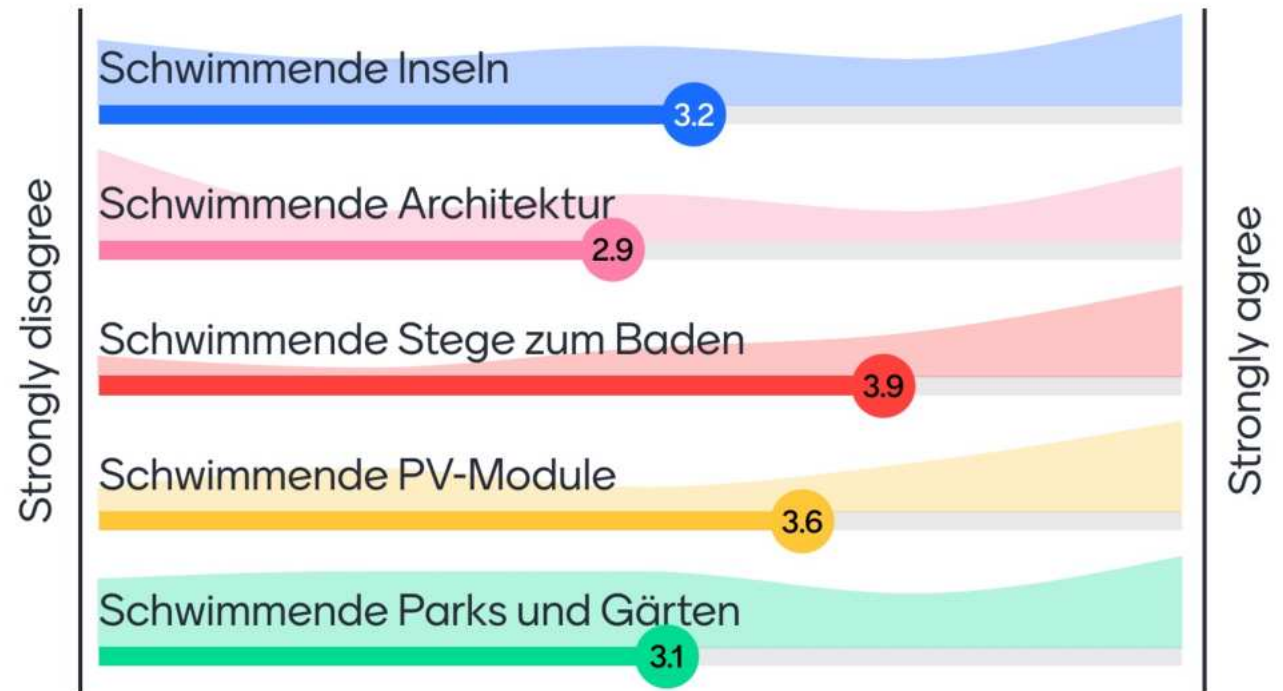 Strongly disagree
Schwimmende Inseln
3.2
Schwimmende Architektur
2.9
Schwimmende Stege zum Baden
3.9
Schwimmende PV-Module
3.6
Schwimmende Parks und Gärten
3.1
Strongly agree